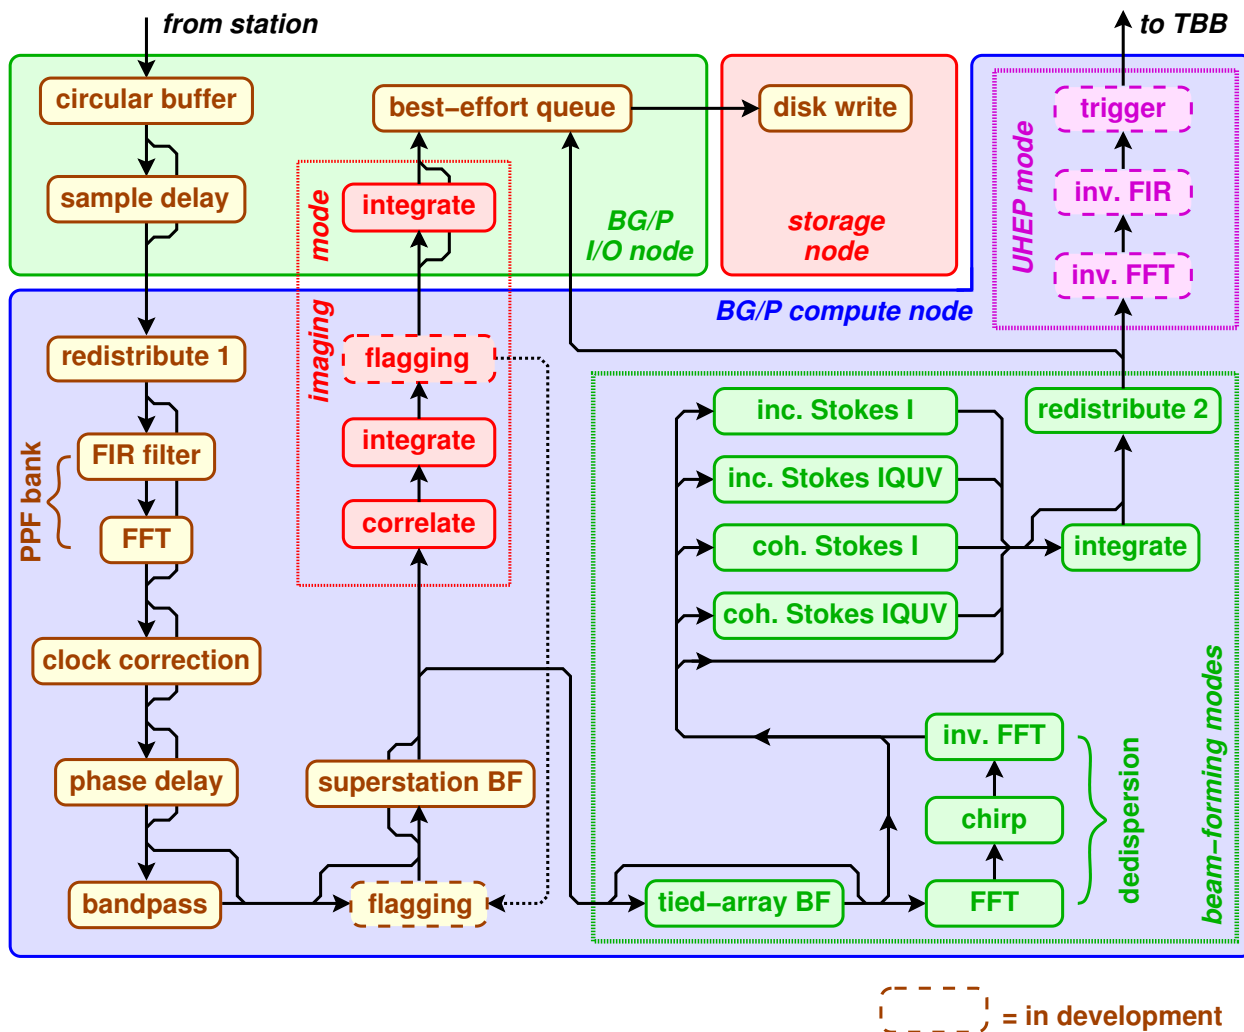 from station
to TBB
circular buffer
best-effort queue
disk write
trigger
sample delay
integrate
mode
BG/P
I/O node
storage
node
inv. FIR
inv. FFT
UHEP mode
BG/P compute node
redistribute 1
flagging
imaging
inc. Stokes I
redistribute 2
FIR filter
integrate
inc. Stokes IQUV
PPF bank
FFT
correlate
coh. Stokes I
integrate
clock correction
coh. Stokes IQUV
phase delay
superstation BF
inv. FFT
chirp
dedispersion
beam-forming modes
bandpass
flagging
tied-array BF
FFT
= in development